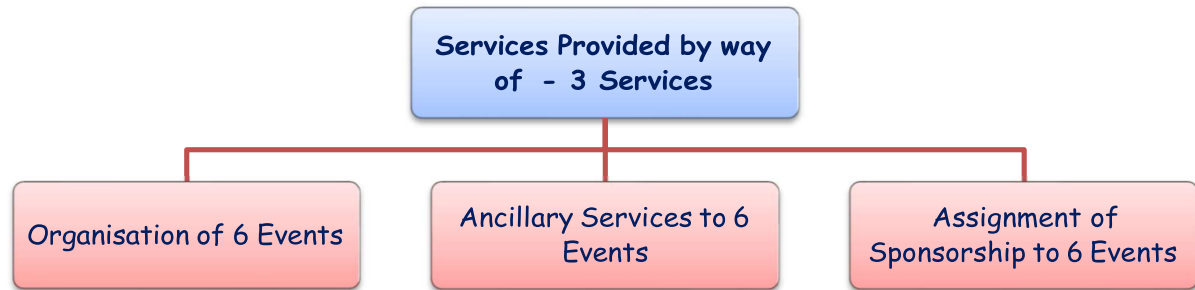 Services Provided by way
of - 3 Services
Organisation of 6 Events
Ancillary Services to 6
Events
Assignment of
Sponsorship to 6 Events